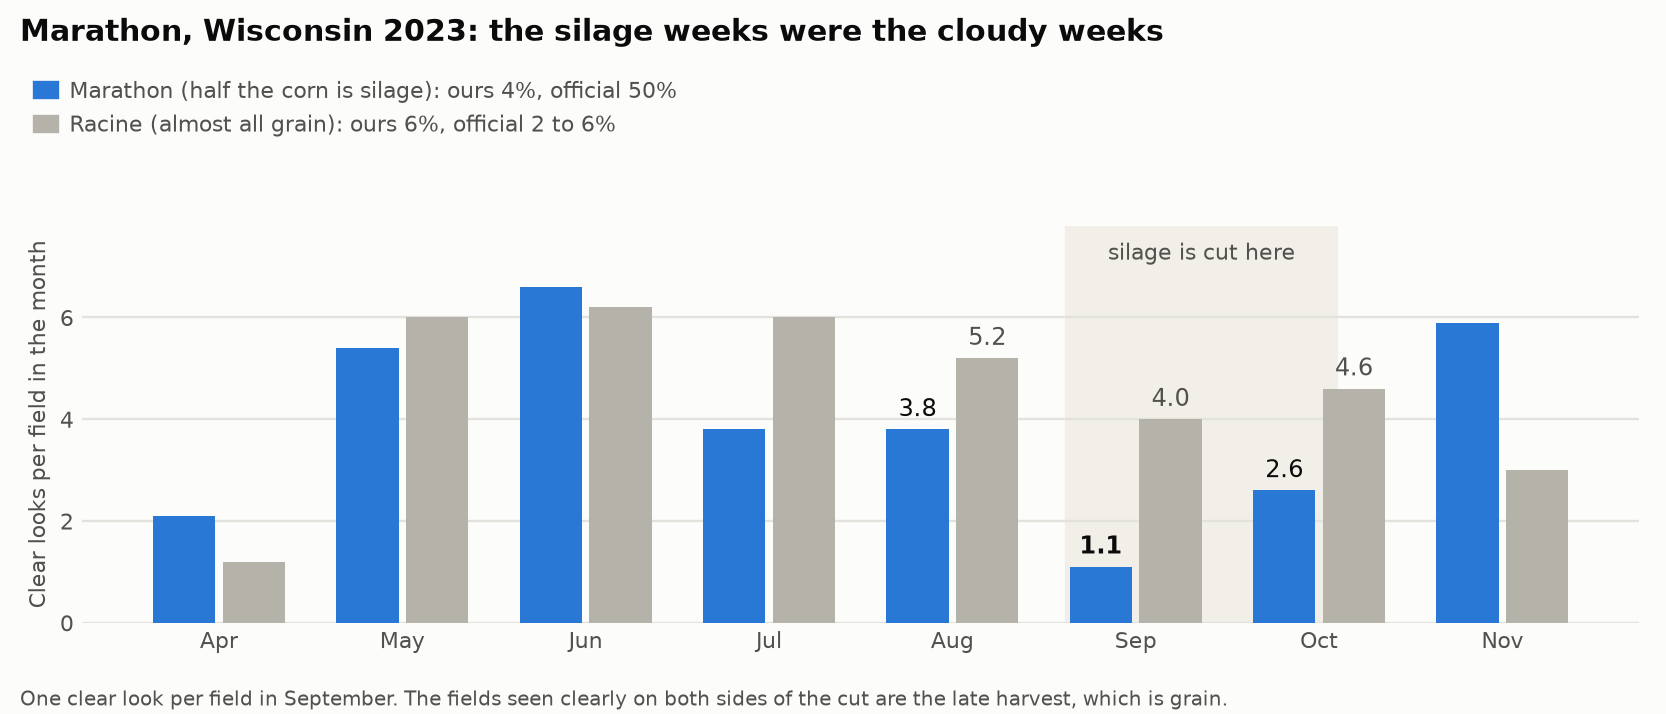 Marathon, Wisconsin 2023: the silage weeks were the cloudy weeks
Marathon (half the corn is silage): ours 4%, official 50%
Racine (almost all grain): ours 6%, official 2 to 6%
Clear looks per field in the month
silage is cut here
6
4
2
0
3.8
5.2
1.1
4.0
2.6
4.6
Apr
May
Jun
Jul
Aug
Sep
Oct
Nov
One clear look per field in September. The fields seen clearly on both sides of the cut are the late harvest, which is grain.